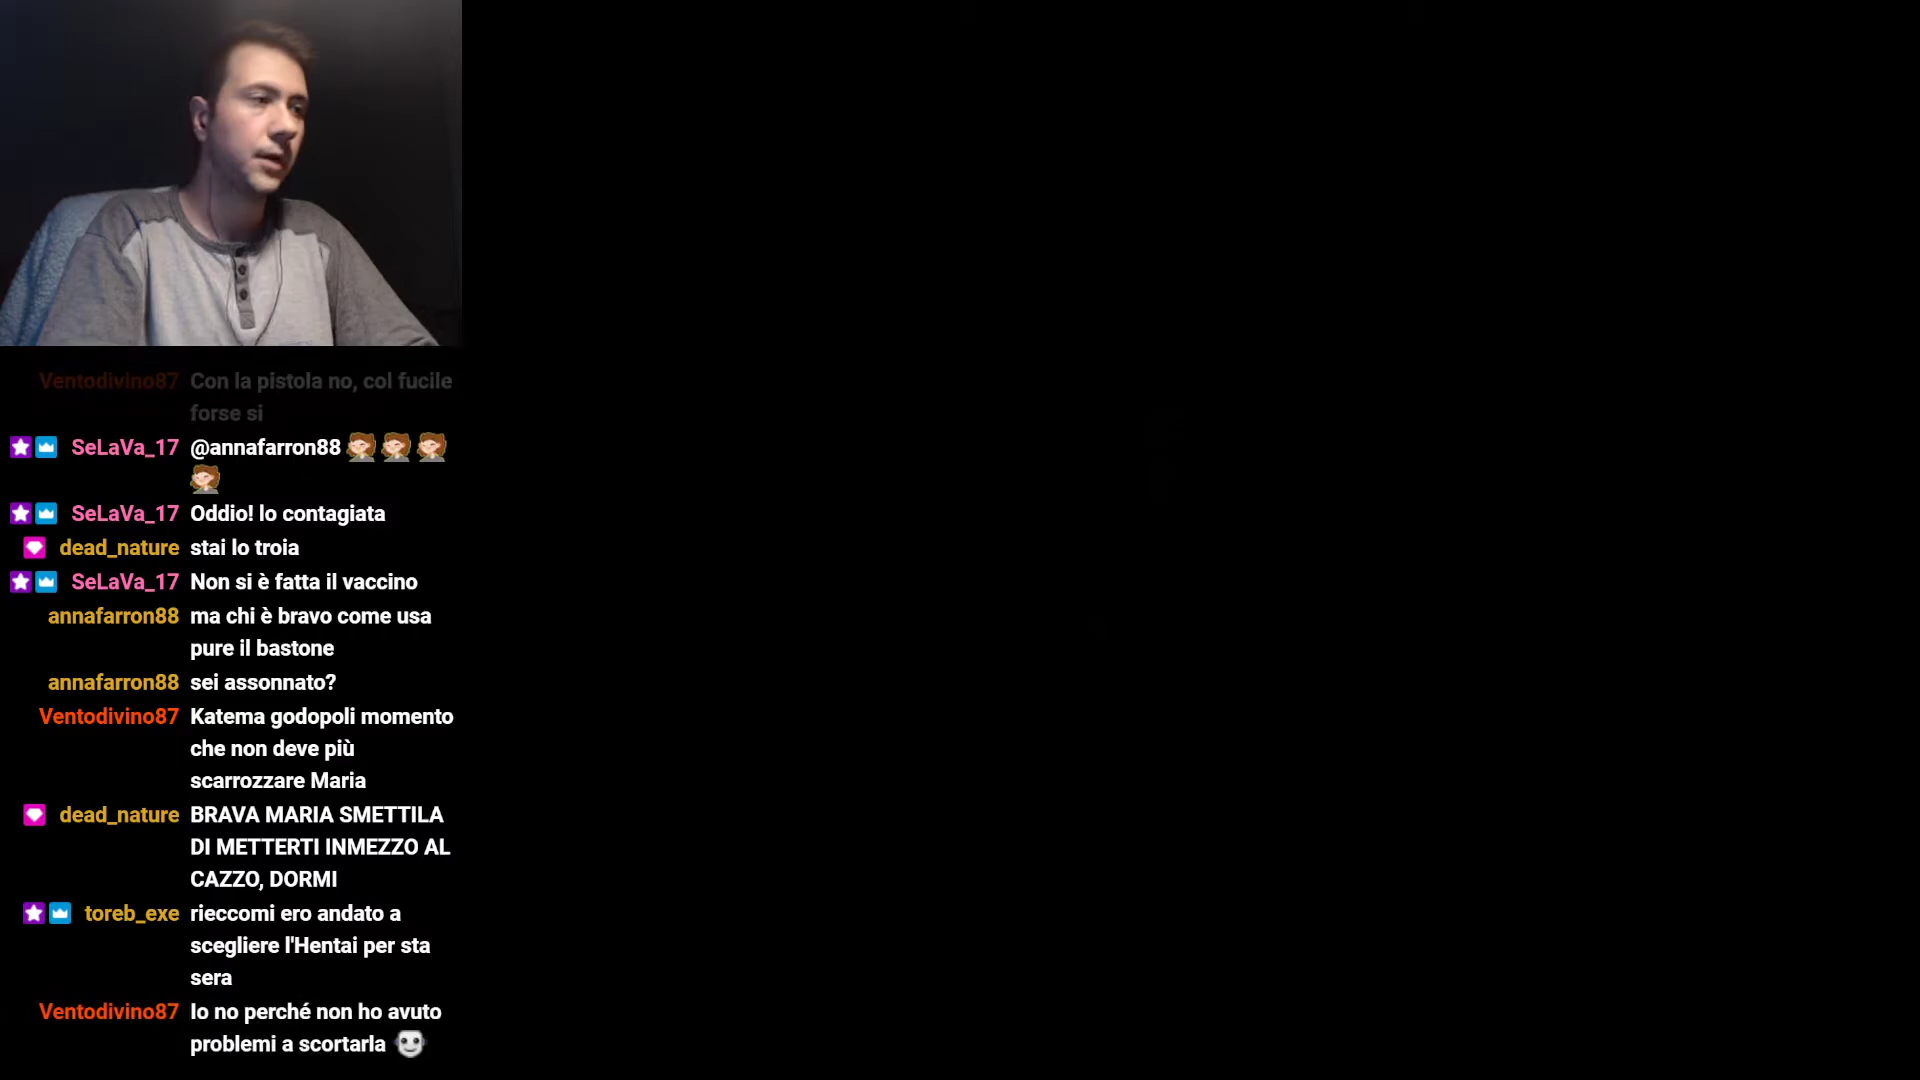 Ventodivino87 Con la pistola no, col fucile
forse si
SeLaVa_17 @annafarron88
SeLaVa_17 Oddio! lo contagiata
dead_nature stai lo troia
SeLaVa_17 Non si è fatta il vaccino
annafarron88 ma chi è bravo come usa
pure il bastone
annafarron88 sei assonnato?
Ventodivino87 Katema godopoli momento
che non deve più
scarrozzare Maria
dead_nature BRAVA MARIA SMETTILA
DI METTERTI INMEZZO AL
CAZZO, DORMI
toreb_exe rieccomi ero andato a
scegliere l'Hentai per sta
sera
Ventodivino87 Io no perché non ho avuto
problemi a scortarla